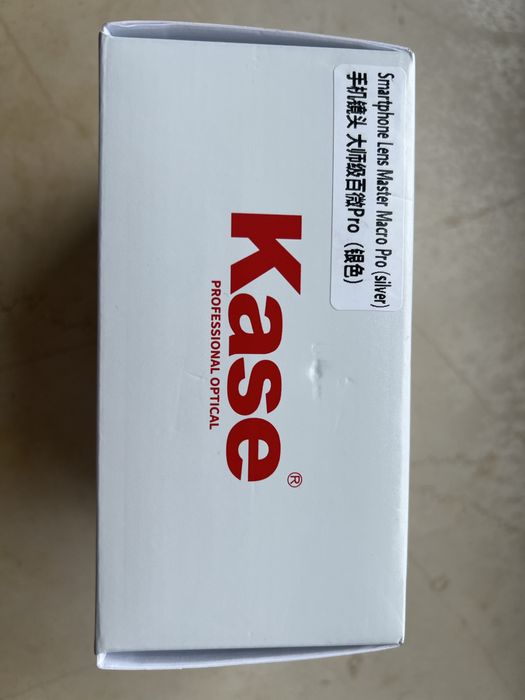 Smartphone Lens Master Macro Pro (silver)
手机镜头 大师级百微Pro（银色）
Kase®
PROFESSIONAL OPTICAL